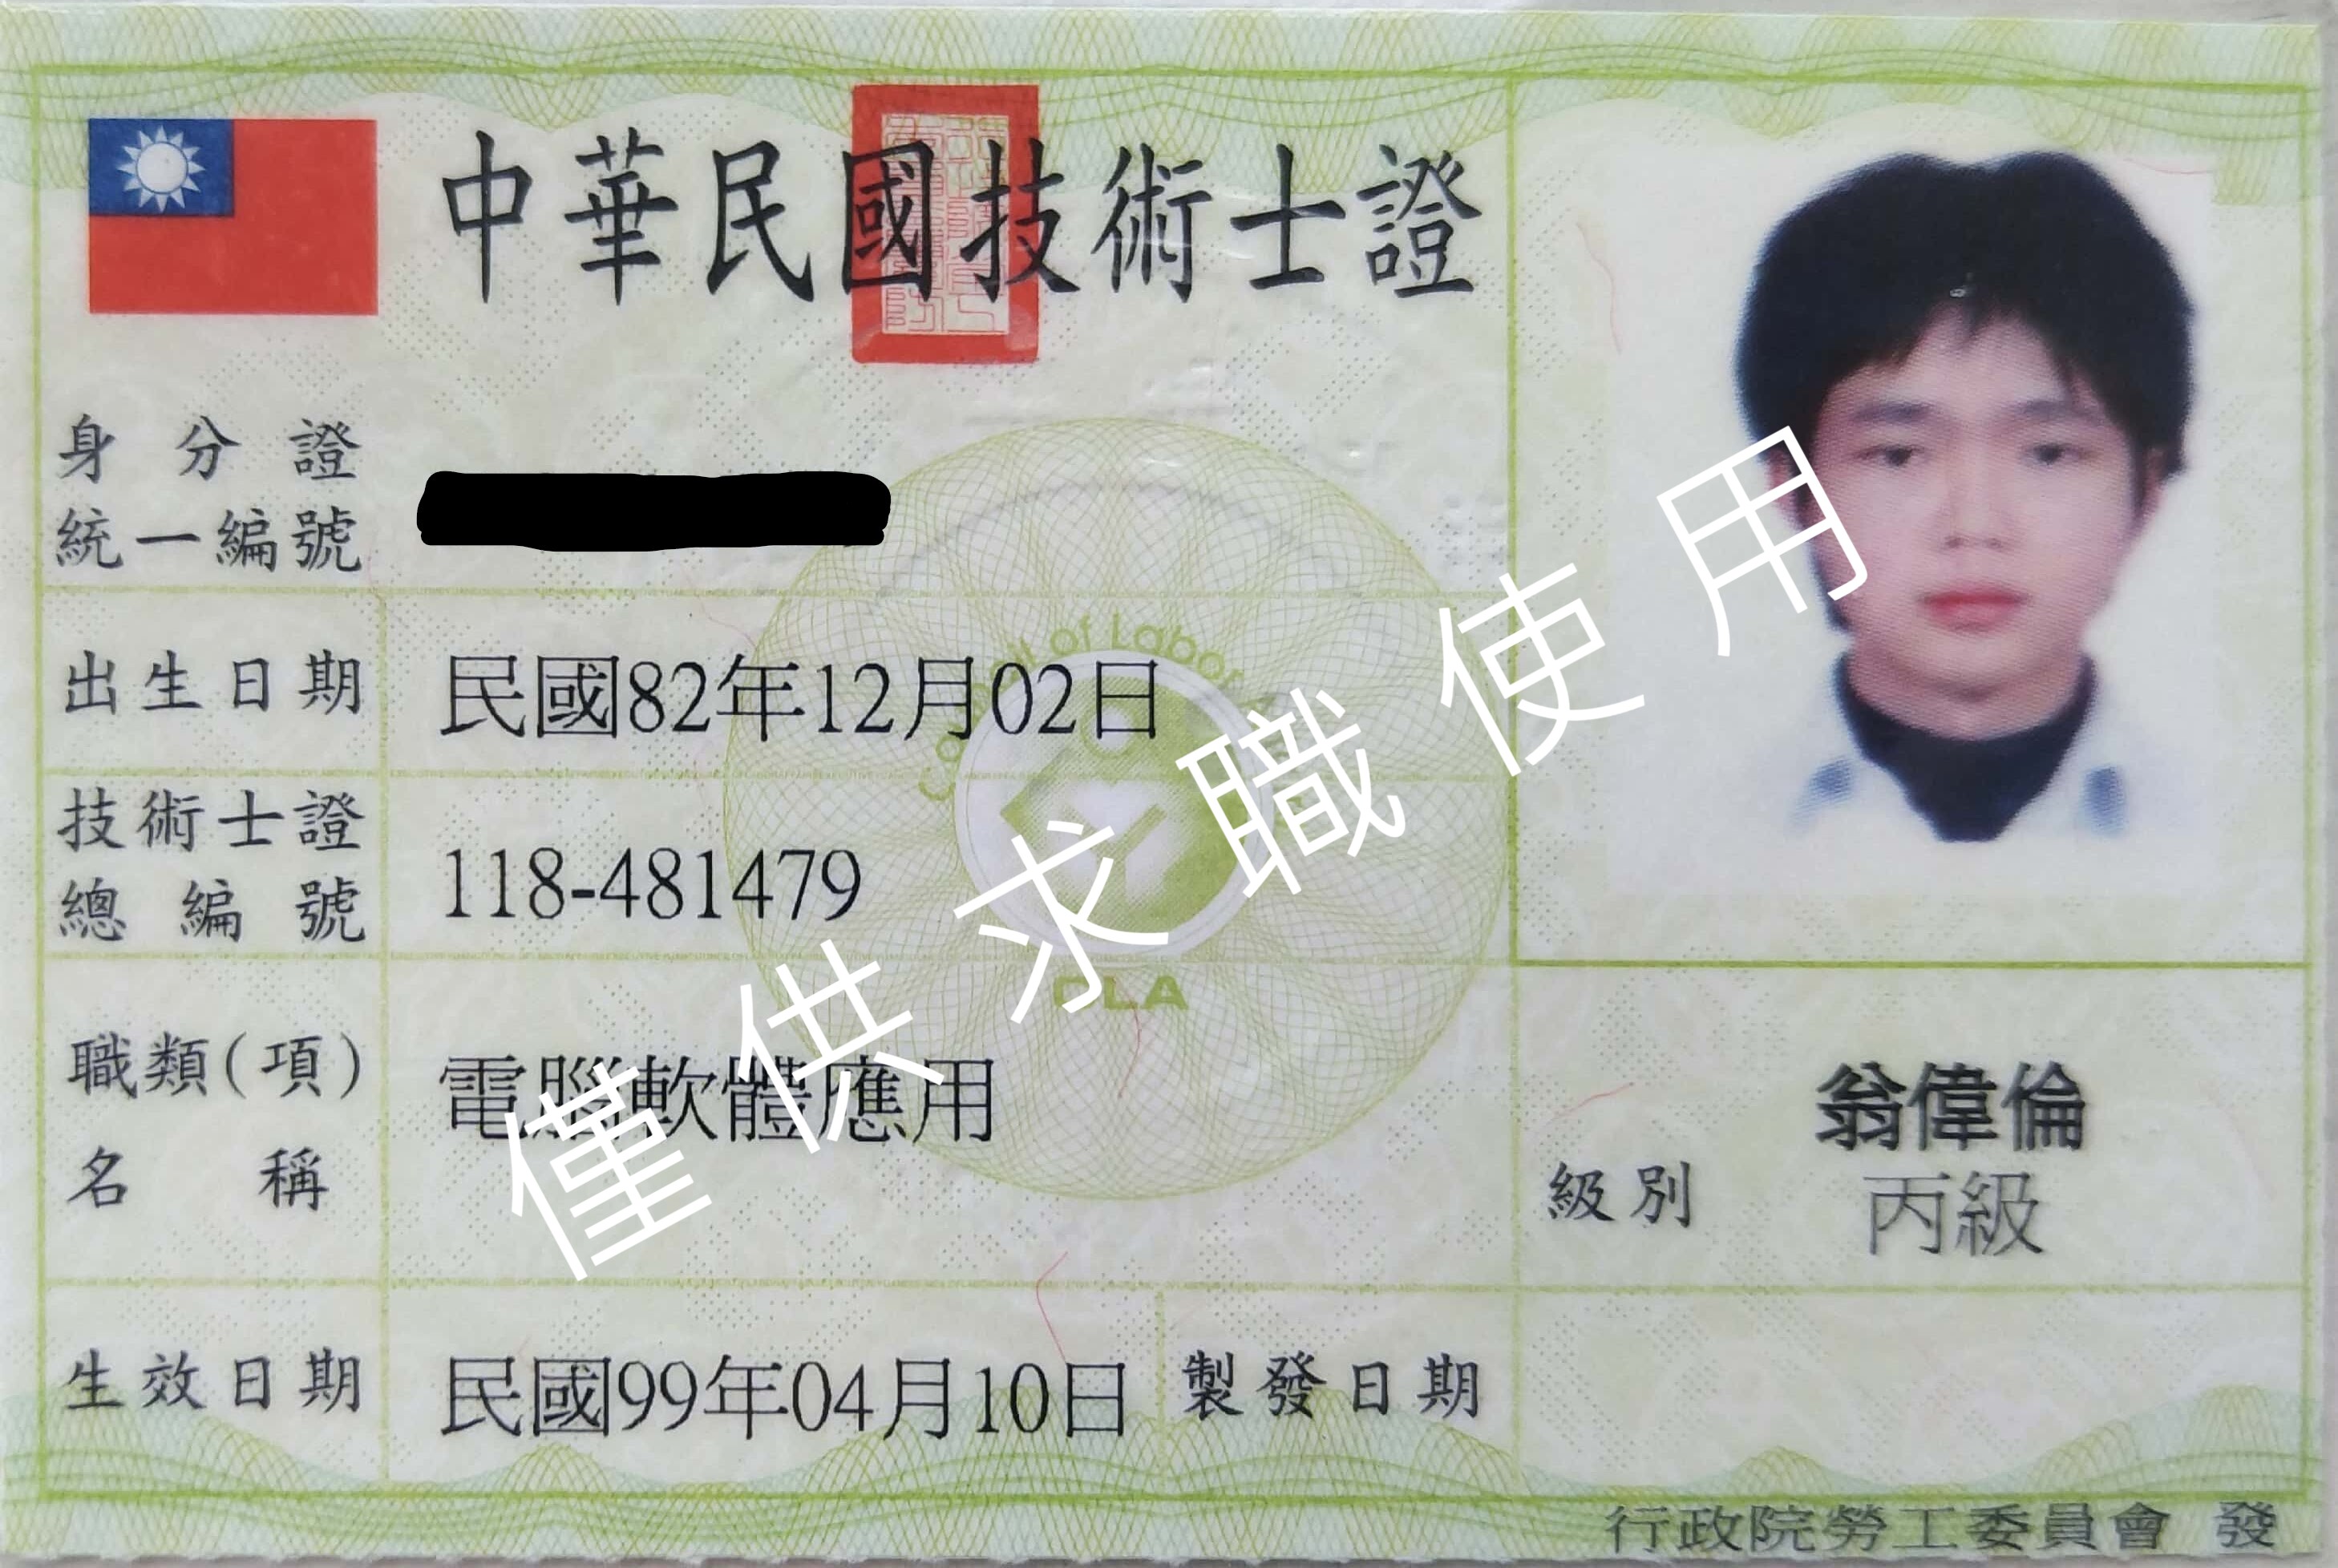 中華民國技術士證
身分證
統一編號
出生日期 民國82年12月02日
技術士證
總編號 118-481479
職類(項)
名稱 電腦軟體應用
翁偉倫
級別 丙級
生效日期 民國99年04月10日 製發日期
行政院勞工委員會 發
Council of Labor
CLA
僅供求職使用